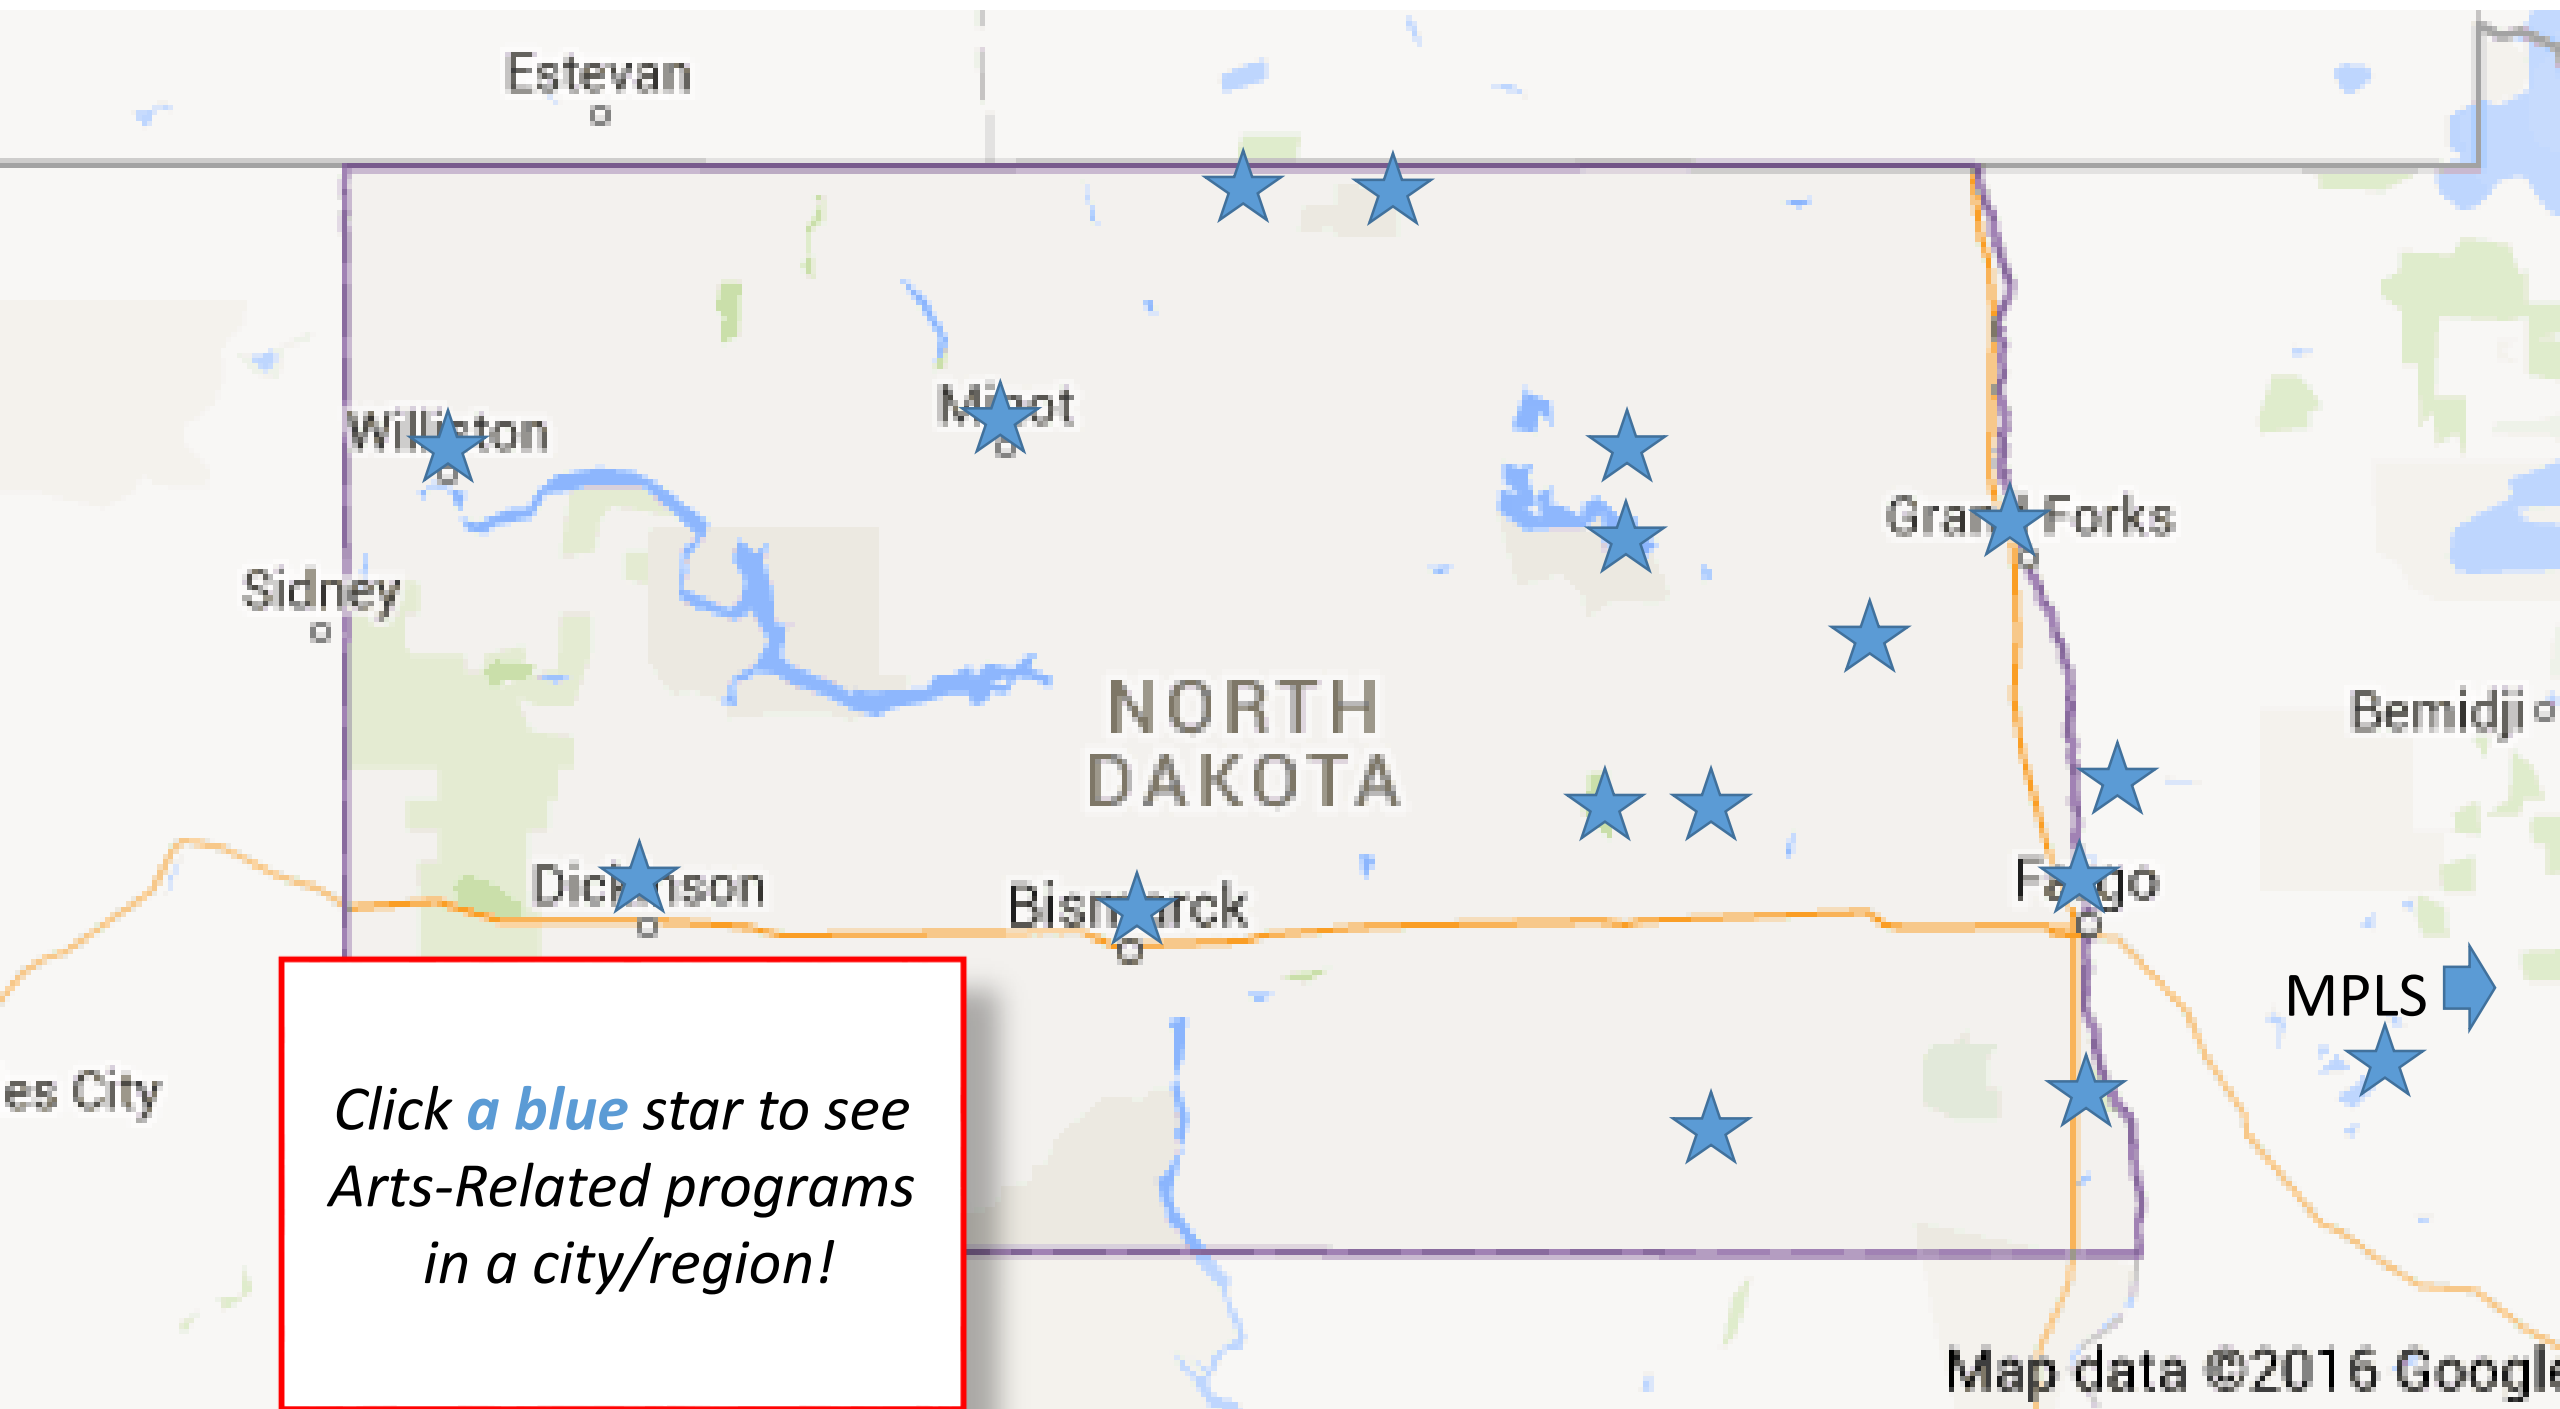 Estevan
Williston
Minot
Grand Forks
Sidney
NORTH
DAKOTA
Bemidji
Dickinson
Bismarck
Fargo
MPLS
es City
Click a blue star to see
Arts-Related programs
in a city/region!
Map data ©2016 Google